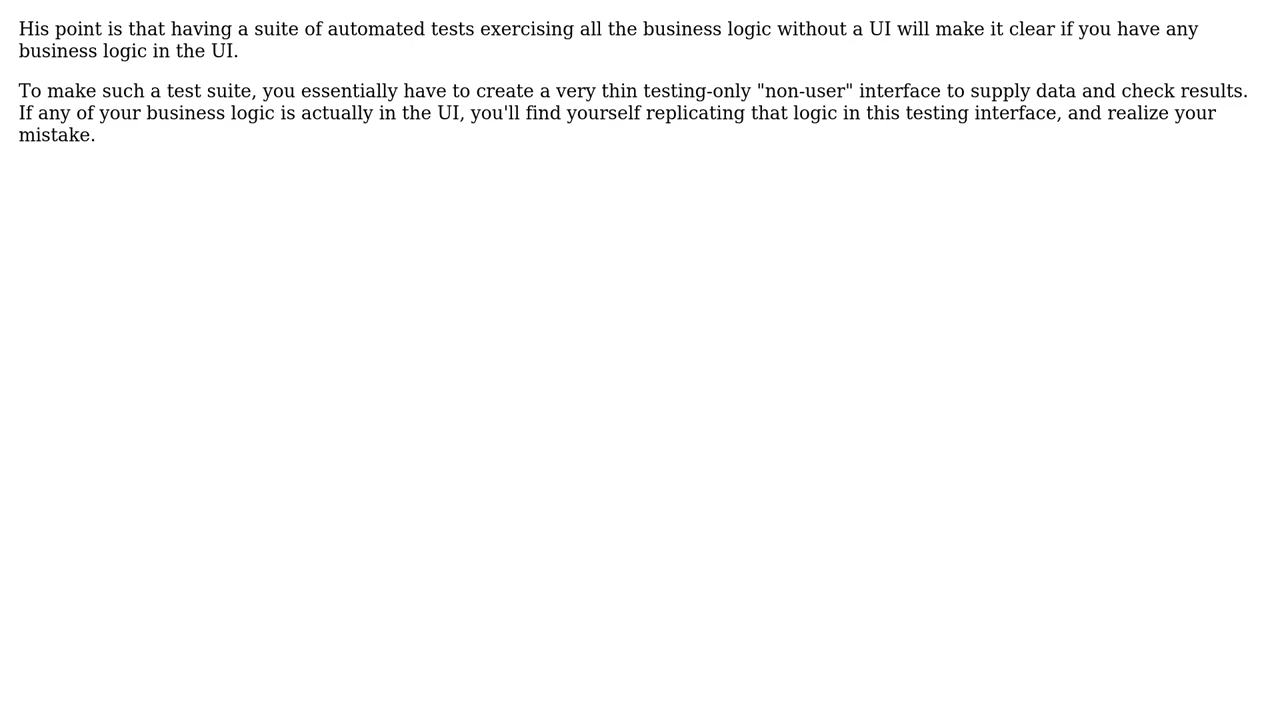 His point is that having a suite of automated tests exercising all the business logic without a UI will make it clear if you have any
business logic in the UI.
To make such a test suite, you essentially have to create a very thin testing-only "non-user" interface to supply data and check results.
If any of your business logic is actually in the UI, you'll find yourself replicating that logic in this testing interface, and realize your
mistake.